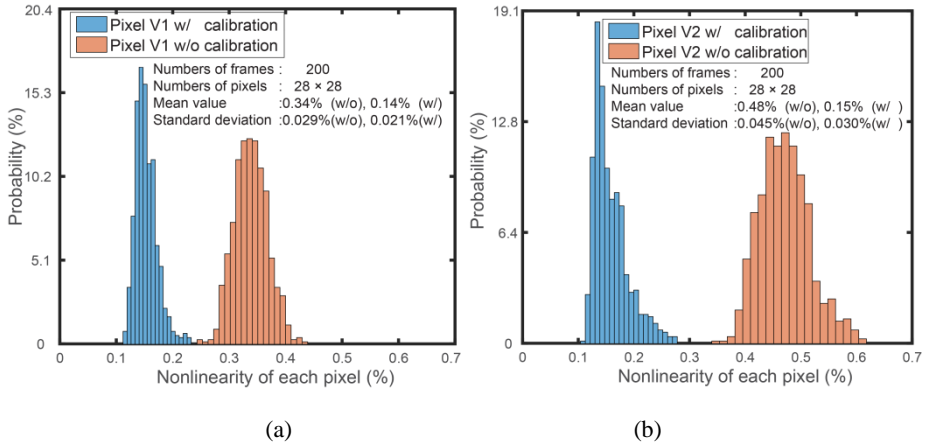 20.4
15.3
10.2
5.1
0
Probability (%)
Pixel V1 w/ calibration
Pixel V1 w/o calibration
Numbers of frames : 200
Numbers of pixels : 28 × 28
Mean value :0.34% (w/o), 0.14% (w/)
Standard deviation :0.029%(w/o), 0.021%(w/)
0 0.1 0.2 0.3 0.4 0.5 0.6 0.7
Nonlinearity of each pixel (%)
(a)
19.1
12.8
6.4
0
Probability (%)
Pixel V2 w/ calibration
Pixel V2 w/o calibration
Numbers of frames : 200
Numbers of pixels : 28 × 28
Mean value :0.48% (w/o), 0.15% (w/ )
Standard deviation :0.045%(w/o), 0.030%(w/ )
0 0.1 0.2 0.3 0.4 0.5 0.6 0.7
Nonlinearity of each pixel (%)
(b)